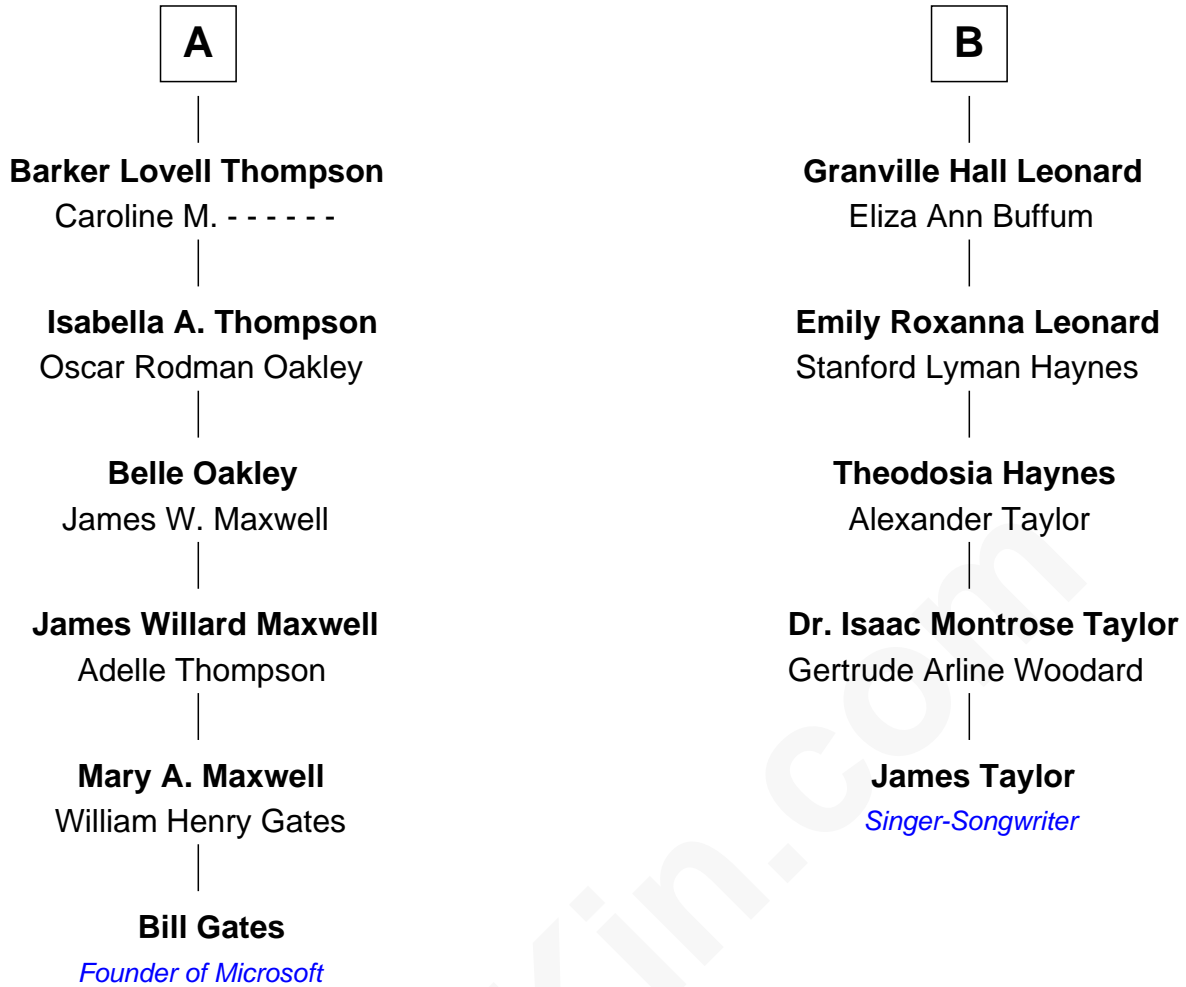 A
Barker Lovell Thompson
Caroline M. - - - - - -
Isabella A. Thompson
Oscar Rodman Oakley
Belle Oakley
James W. Maxwell
James Willard Maxwell
Adelle Thompson
Mary A. Maxwell
William Henry Gates
Bill Gates
Founder of Microsoft
B
Granville Hall Leonard
Eliza Ann Buffum
Emily Roxanna Leonard
Stanford Lyman Haynes
Theodosia Haynes
Alexander Taylor
Dr. Isaac Montrose Taylor
Gertrude Arline Woodard
James Taylor
Singer-Songwriter